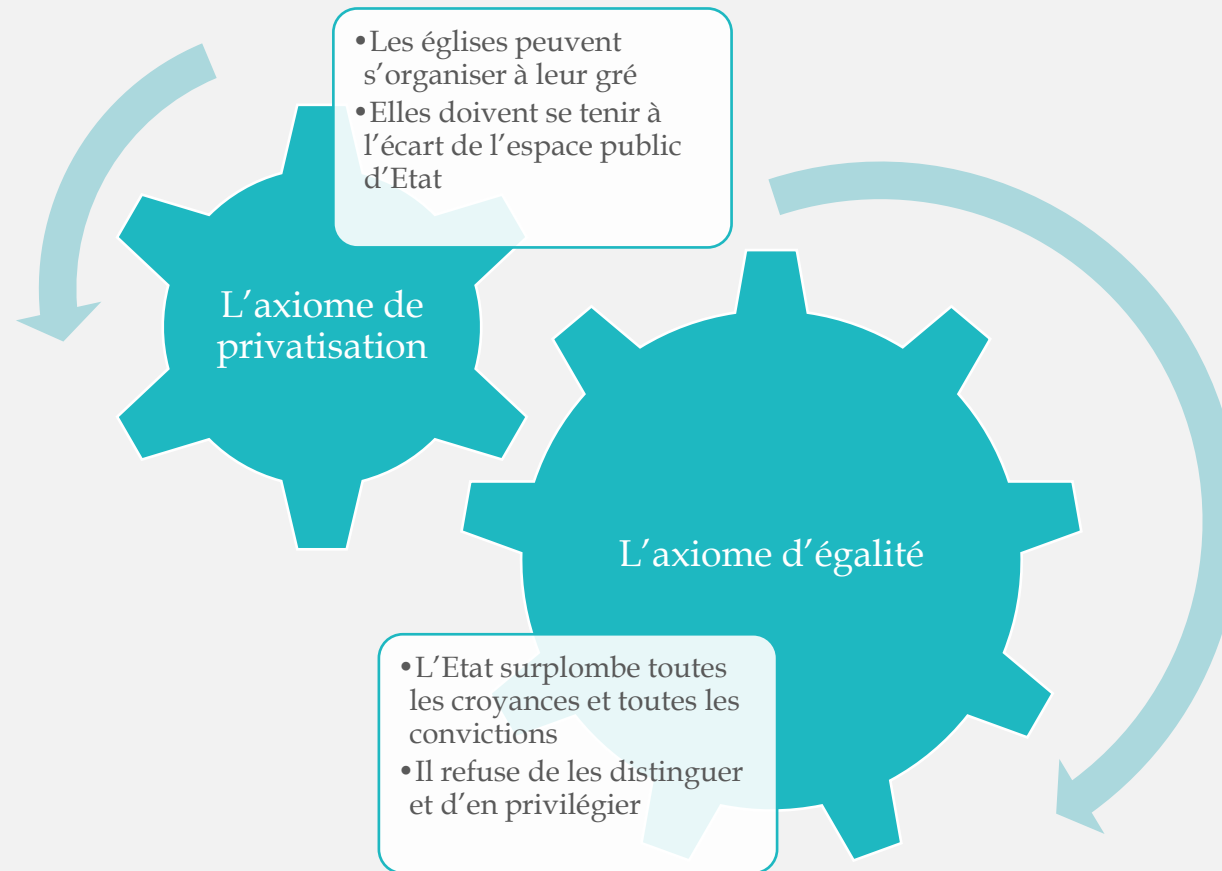 •Les églises peuvent
s’organiser à leur gré
•Elles doivent se tenir à
l’écart de l’espace public
d’Etat
L’axiome de
privatisation
L’axiome d’égalité
•L’Etat surplombe toutes
les croyances et toutes les
convictions
•Il refuse de les distinguer
et d’en privilégier